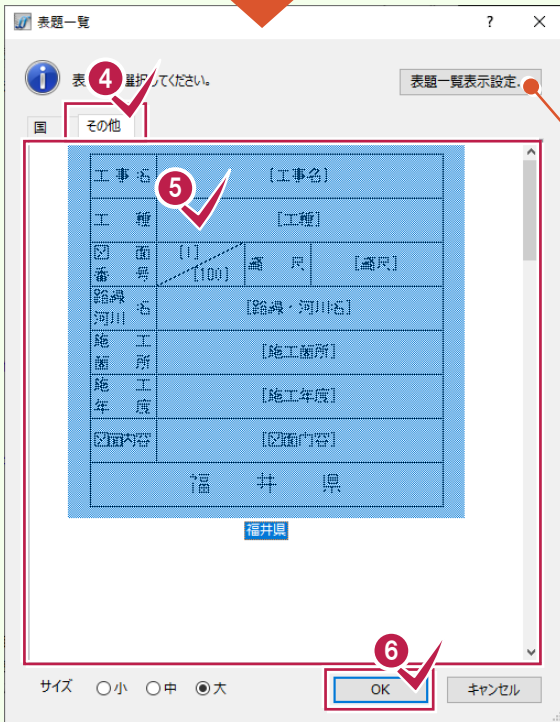 表題一覧
? ×
表 選択してください。
表題一覧表示設定...
4
国 その他
5
工事名 [工事名]
工種 [工種]
図面番号 [1] [100] 縮尺 [縮尺]
路線河川名 [路線・河川名]
施工箇所 [施工箇所]
施工年度 [施工年度]
図面内容 [図面内容]
福井県
福井県
6
サイズ 小 中 大 OK キャンセル